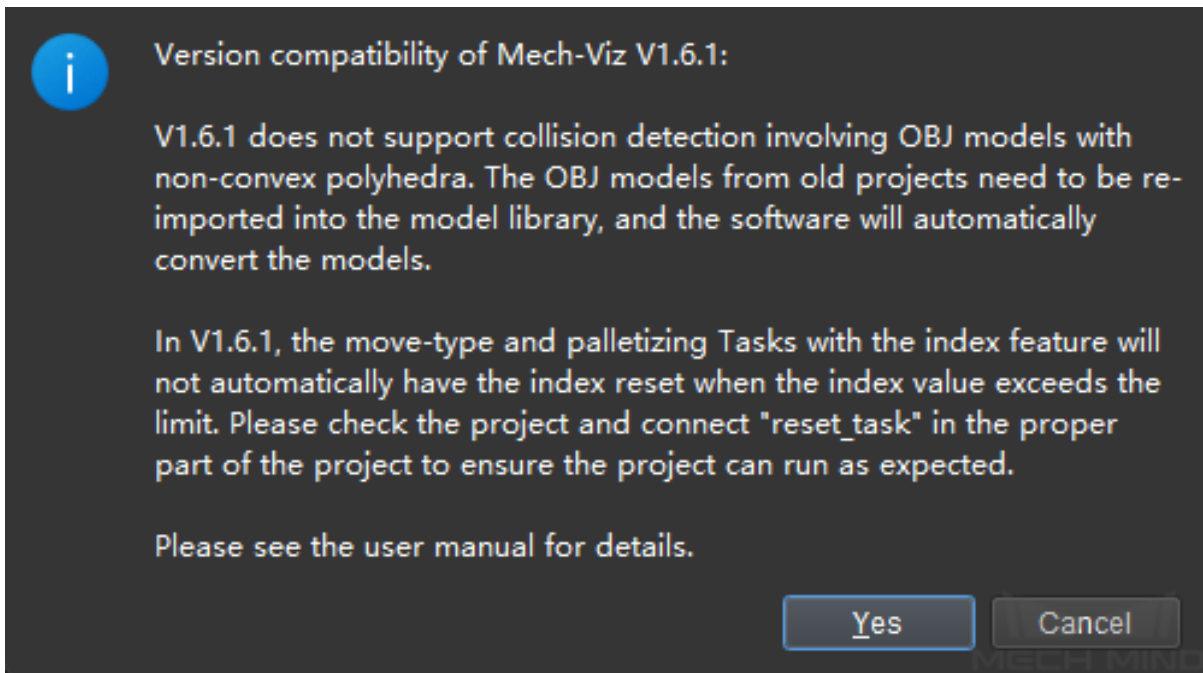 Version compatibility of Mech-Viz V1.6.1:
V1.6.1 does not support collision detection involving OBJ models with
non-convex polyhedra. The OBJ models from old projects need to be re-
imported into the model library, and the software will automatically
convert the models.
In V1.6.1, the move-type and palletizing Tasks with the index feature will
not automatically have the index reset when the index value exceeds the
limit. Please check the project and connect "reset_task" in the proper
part of the project to ensure the project can run as expected.
Please see the user manual for details.
Yes
Cancel
MECH MIND